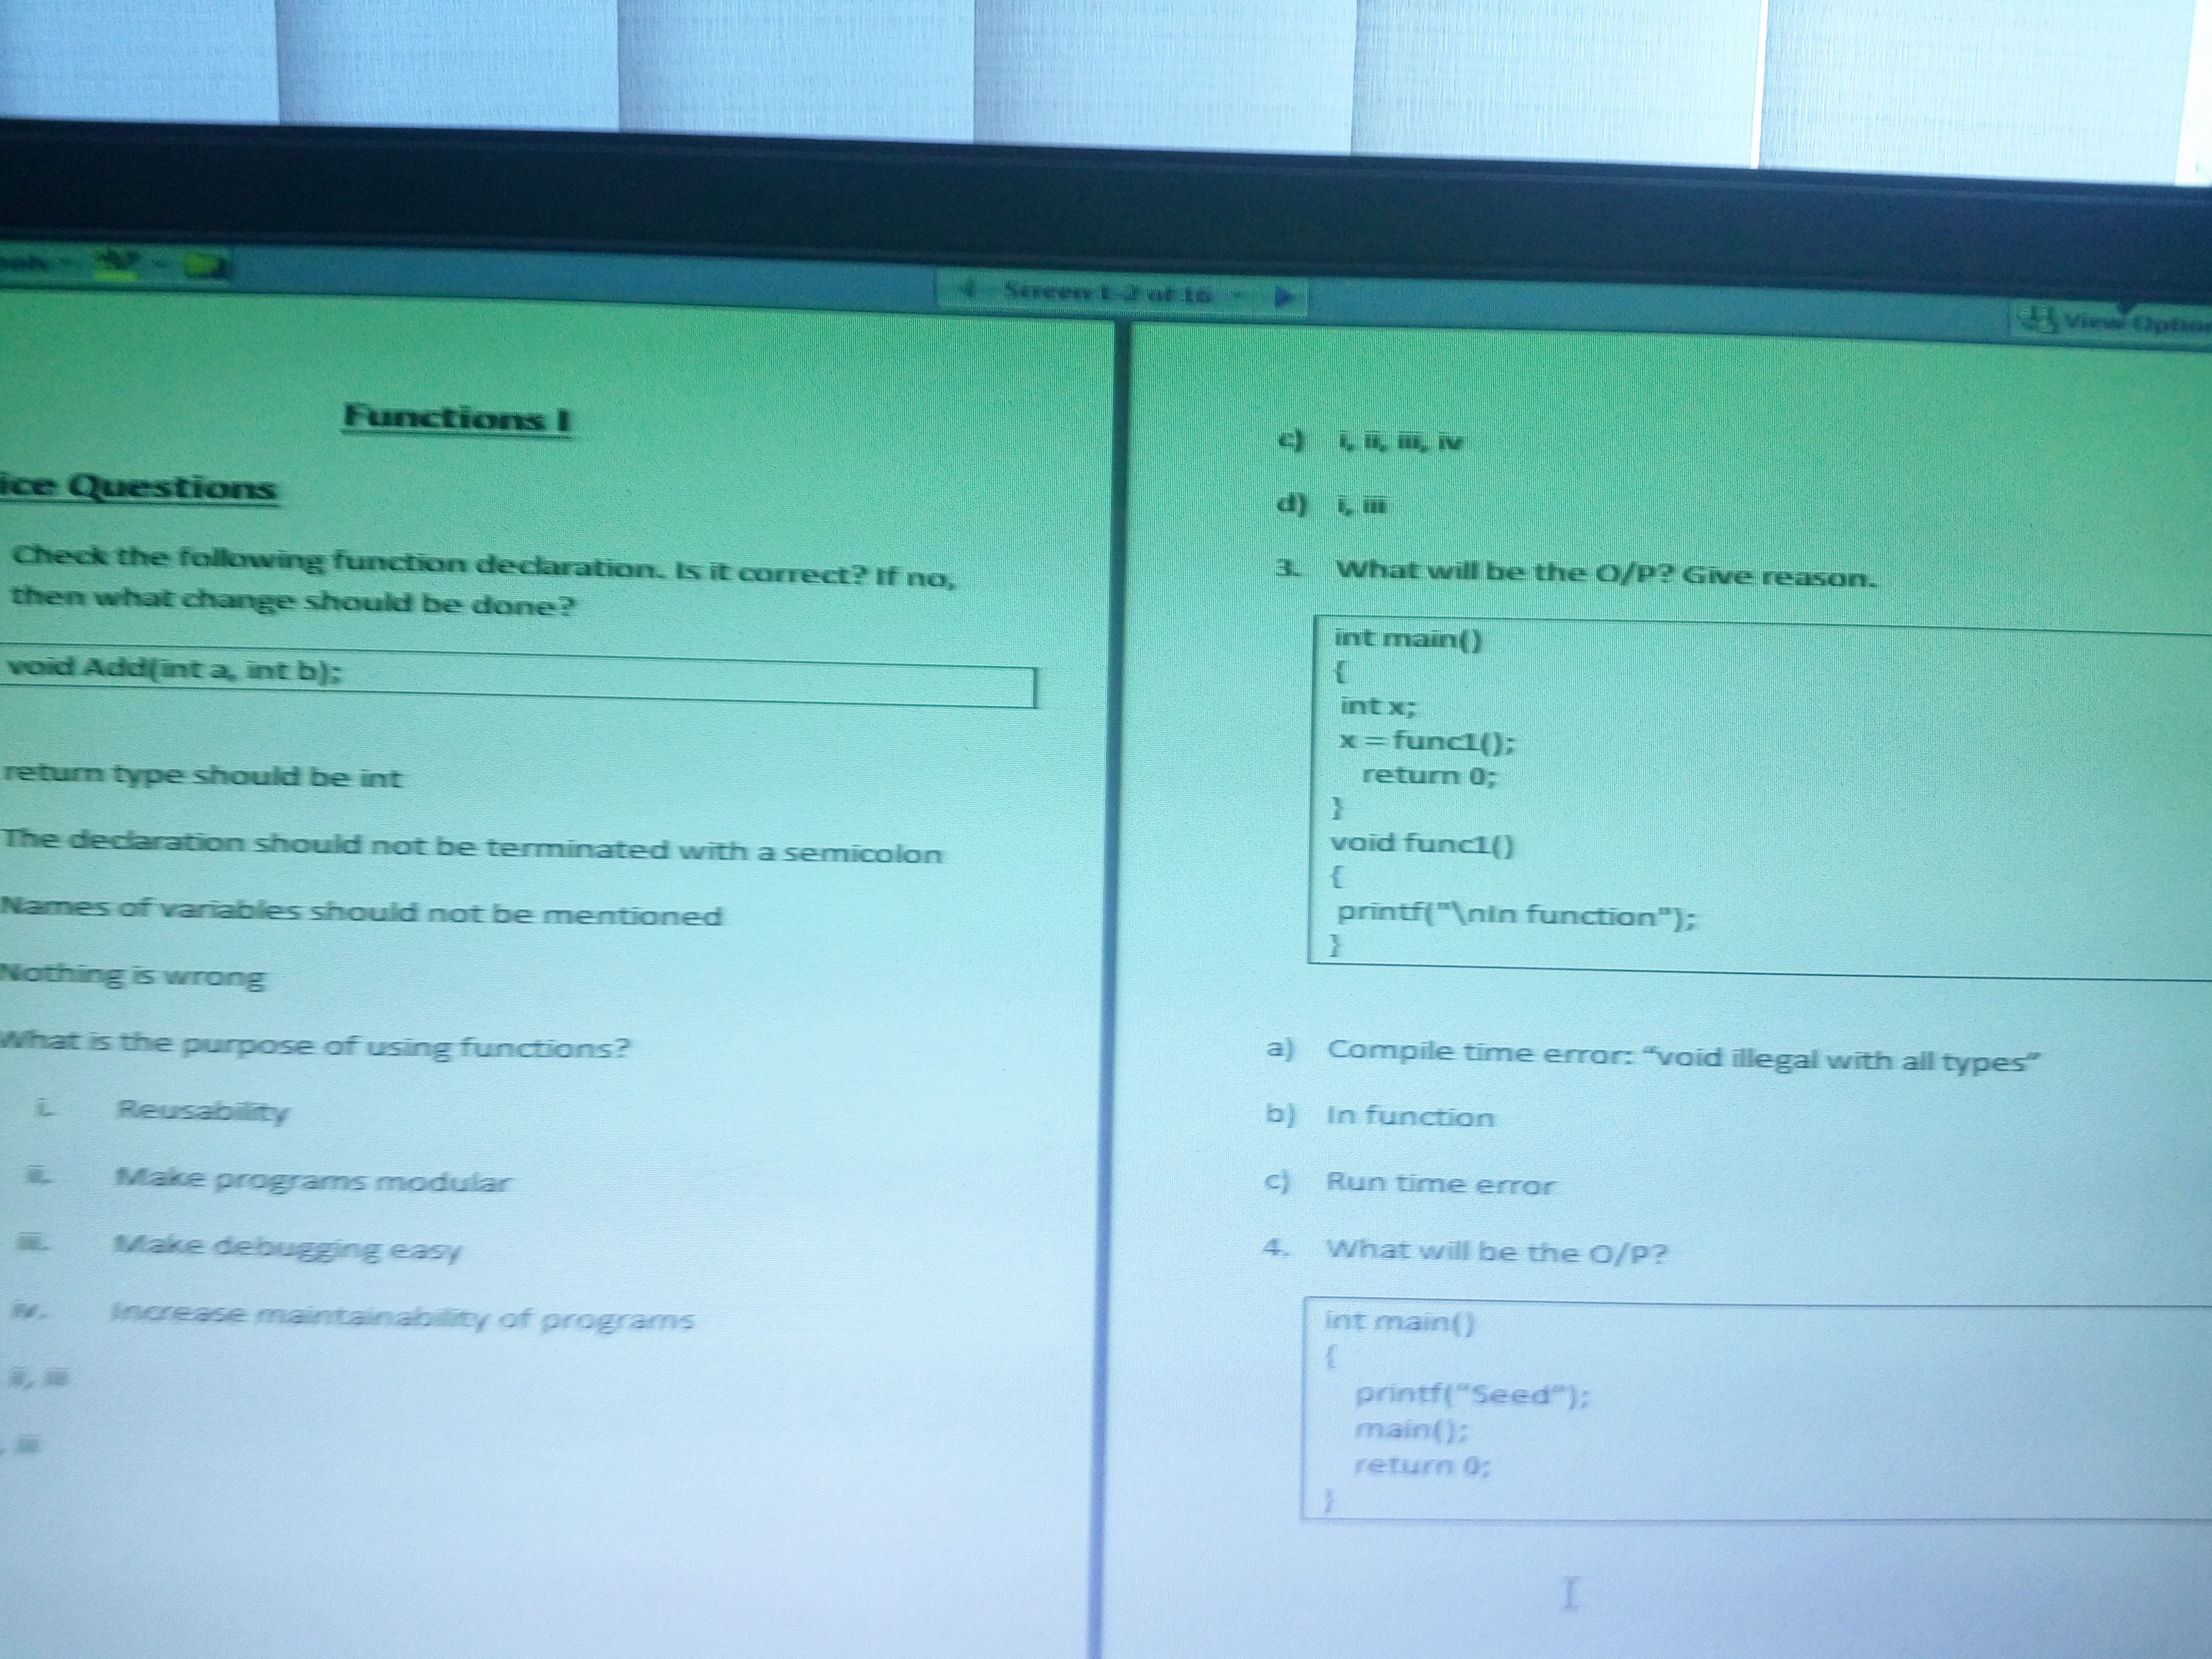 Screen 1-2 of 16
View Option
Functions I
ice Questions
Check the following function declaration. Is it correct? If no,
then what change should be done?
void Add(int a, int b);
return type should be int
The declaration should not be terminated with a semicolon
Names of variables should not be mentioned
Nothing is wrong
What is the purpose of using functions?
i. Reusability
ii. Make programs modular
iii. Make debugging easy
iv. Increase maintainability of programs
ii, iii
, iii
c) i, ii, iii, iv
d) i, iii
3. What will be the O/P? Give reason.
int main()
{
int x;
x = func1();
return 0;
}
void func1()
{
printf("\nIn function");
}
a) Compile time error: “void illegal with all types”
b) In function
c) Run time error
4. What will be the O/P?
int main()
{
printf("Seed");
main();
return 0;
}